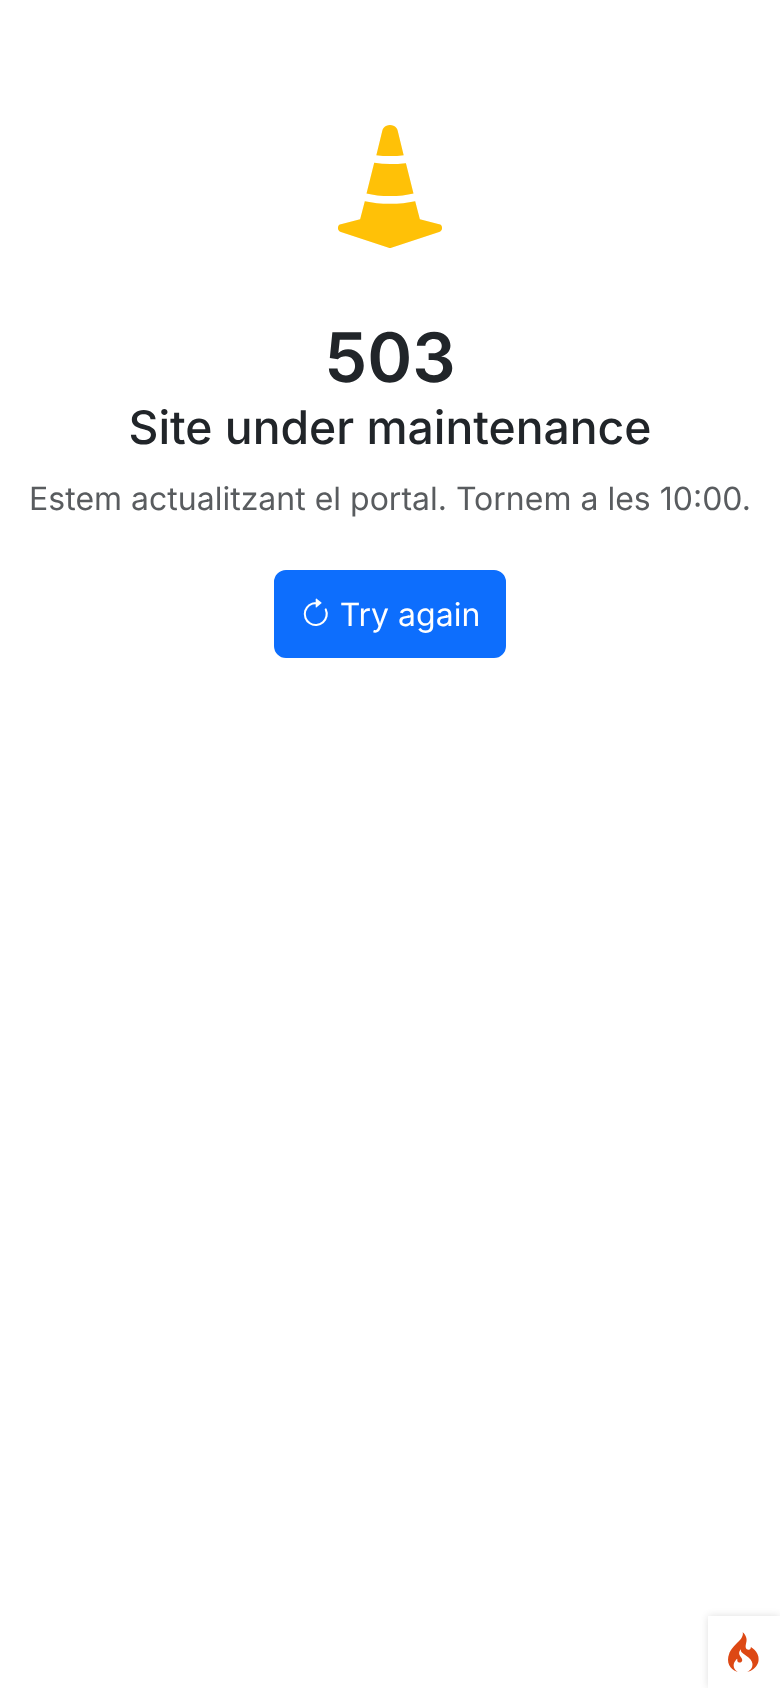 503
Site under maintenance
Estem actualitzant el portal. Tornem a les 10:00.
Try again